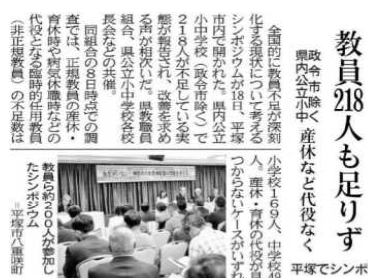 教員218人も足りず
政令市除く
県内公立小中
産休など代役なく
平塚でシンポ
全国的に教員不足が深刻
化する現状について考える
シンポジウムが18日、平塚
市内で開かれた。県内公立
小中学校（政令市除く）で
218人が不足している実
態が報告され、改善を求め
る声が相次いだ。県教職員
組合、県公立小中学校各校
長会などの共催。
同組合の8日時点での調
査では、正規教員の産休・
育休時や病気休職時などの
代役となる臨時的任用教員
（非正規教員）の不足数は
小学校169人、中学校49
人。産休・育休の代役が見
つからないケースがいずれ
教員ら約200人が参加し
たシンポジウム
＝平塚市八重咲町